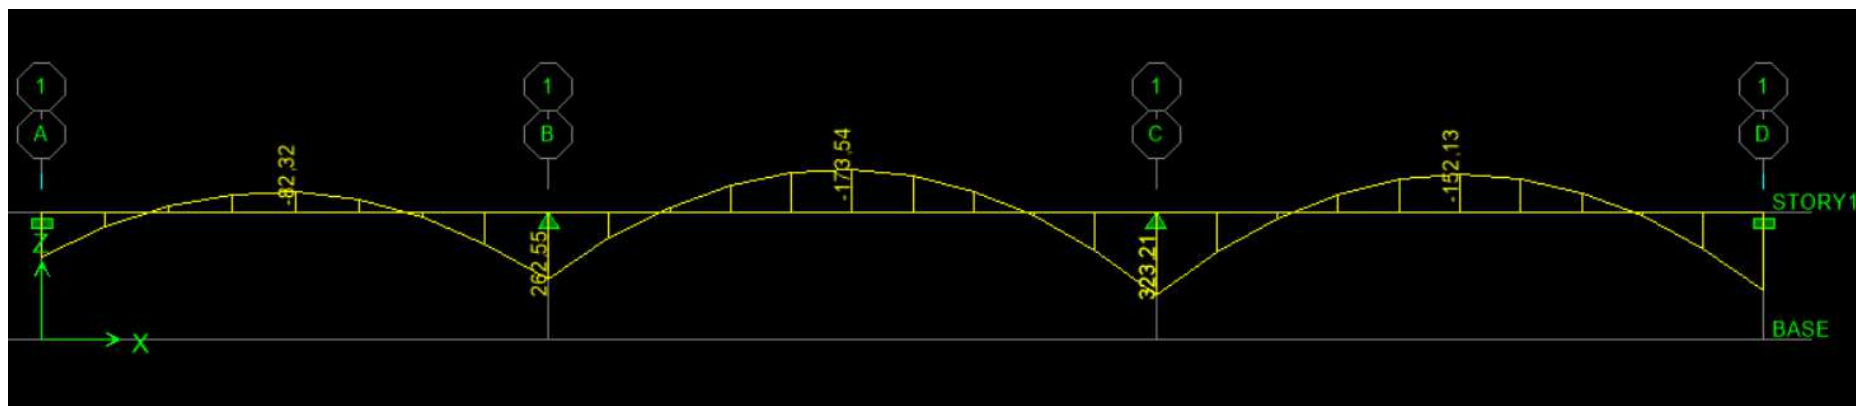 1 1 1 1
A B C D
-82,32 -173,54 -152,13
STORY1
262,55 323,21
Z
X
BASE